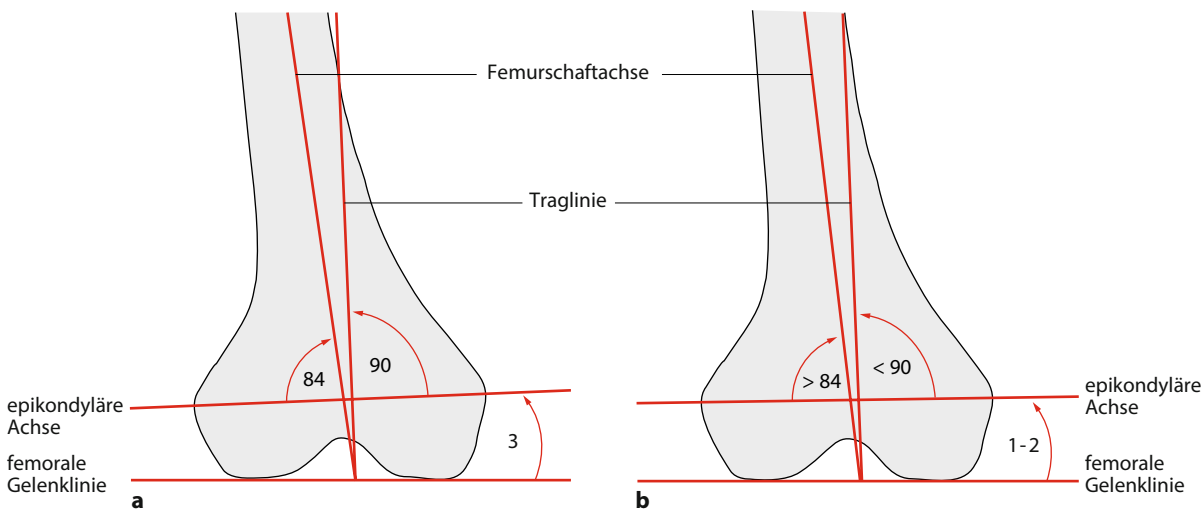 Femurschaftachse
Traglinie
84
90
epikondyläre
Achse
3
femorale
Gelenklinie
a
> 84
< 90
epikondyläre
Achse
1-2
femorale
Gelenklinie
b